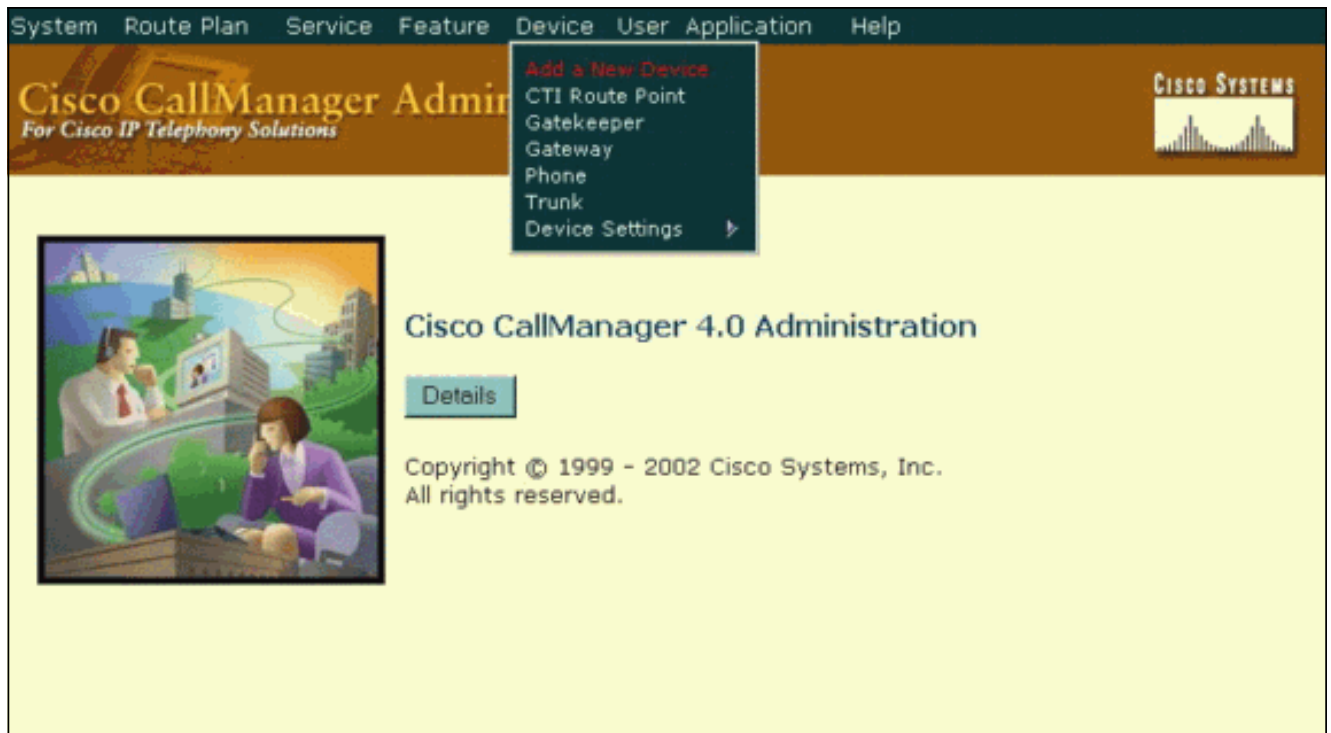 System Route Plan Service Feature Device User Application Help
Add a New Device
CTI Route Point
Gatekeeper
Gateway
Phone
Trunk
Device Settings
Cisco CallManager Admin
For Cisco IP Telephony Solutions
CISCO SYSTEMS
Cisco CallManager 4.0 Administration
Details
Copyright © 1999 - 2002 Cisco Systems, Inc.
All rights reserved.